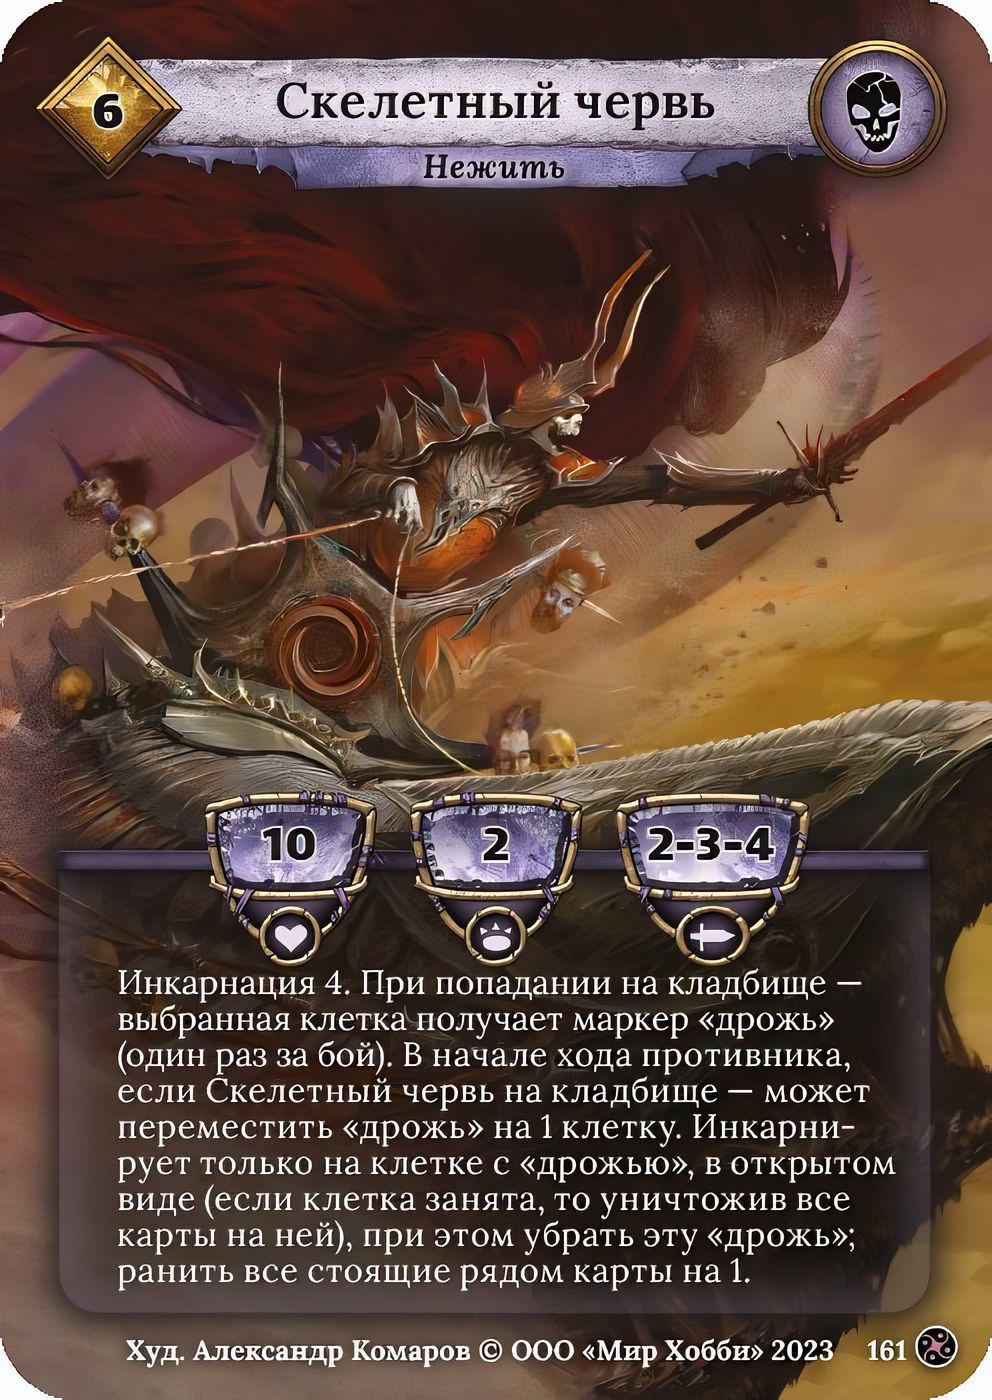 6
Скелетный червь
Нежить
10
2
2-3-4
Инкарнация 4. При попадании на кладбище —
выбранная клетка получает маркер «дрожь»
(один раз за бой). В начале хода противника,
если Скелетный червь на кладбище — может
переместить «дрожь» на 1 клетку. Инкарни-
рует только на клетке с «дрожью», в открытом
виде (если клетка занята, то уничтожив все
карты на ней), при этом убрать эту «дрожь»;
ранить все стоящие рядом карты на 1.
Худ. Александр Комаров © ООО «Мир Хобби» 2023 161